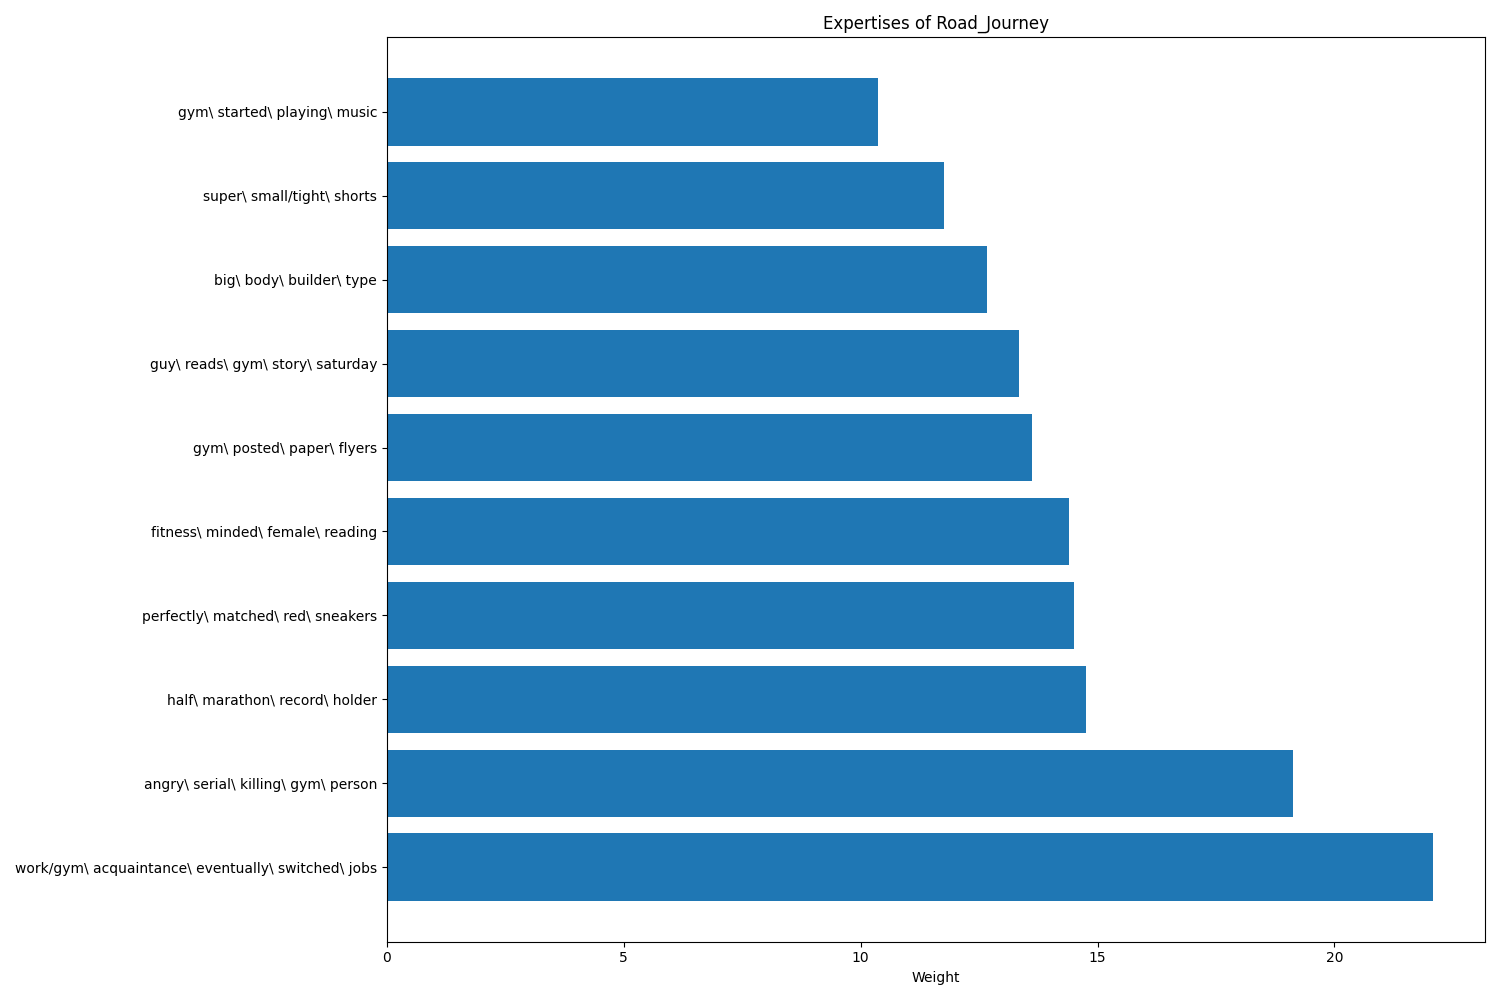 Expertises of Road_Journey
gym\ started\ playing\ music
super\ small/tight\ shorts
big\ body\ builder\ type
guy\ reads\ gym\ story\ saturday
gym\ posted\ paper\ flyers
fitness\ minded\ female\ reading
perfectly\ matched\ red\ sneakers
half\ marathon\ record\ holder
angry\ serial\ killing\ gym\ person
work/gym\ acquaintance\ eventually\ switched\ jobs
0 5 10 15 20
Weight